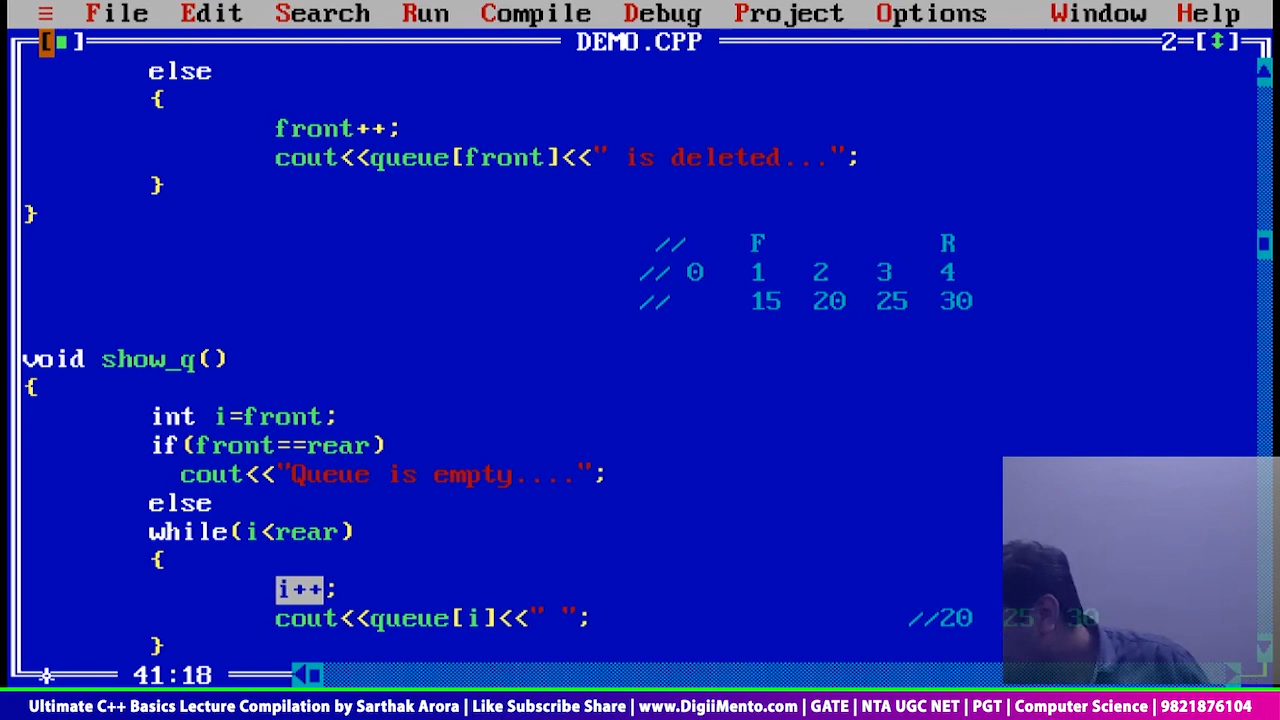 ≡ File Edit Search Run Compile Debug Project Options Window Help
[■] DEMO.CPP 2=[↕]
else
{
front++;
cout<<queue[front]<<" is deleted...";
}
}
// F R
// 0 1 2 3 4
// 15 20 25 30
void show_q()
{
int i=front;
if(front==rear)
cout<<"Queue is empty....";
else
while(i<rear)
{
i++;
cout<<queue[i]<<" "; //20 25 30
}
41:18
Ultimate C++ Basics Lecture Compilation by Sarthak Arora | Like Subscribe Share | www.DigiiMento.com | GATE | NTA UGC NET | PGT | Computer Science | 9821876104